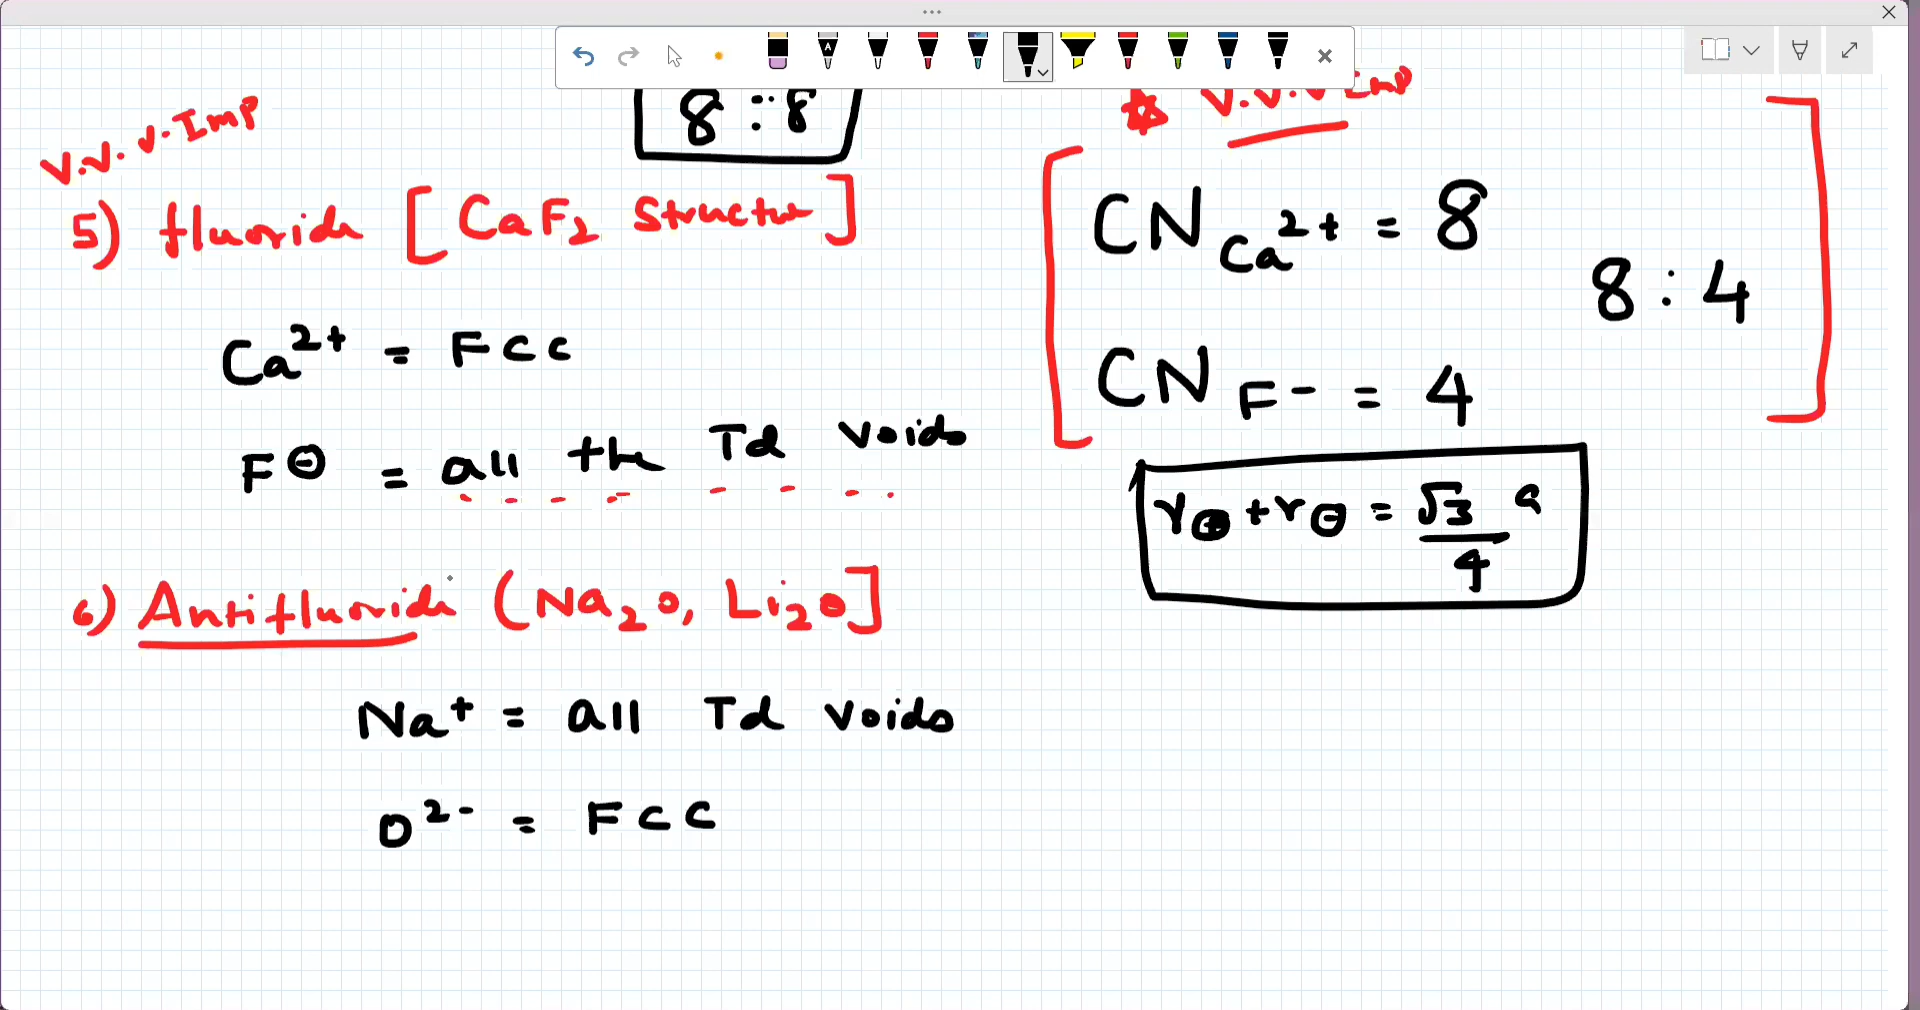 8 :: 8
V.V.V.Imp
5) fluoride [CaF2 Structur]
Ca2+ = FCC
F⊖ = all the Td voids
6) Antifluoride (Na2O, Li2O]
Na+ = all Td voids
O2- = FCC
☆ V.V.V Imp
CN Ca2+ = 8
8 : 4
CN F- = 4
r⊕ + r⊖ = √3 a / 4